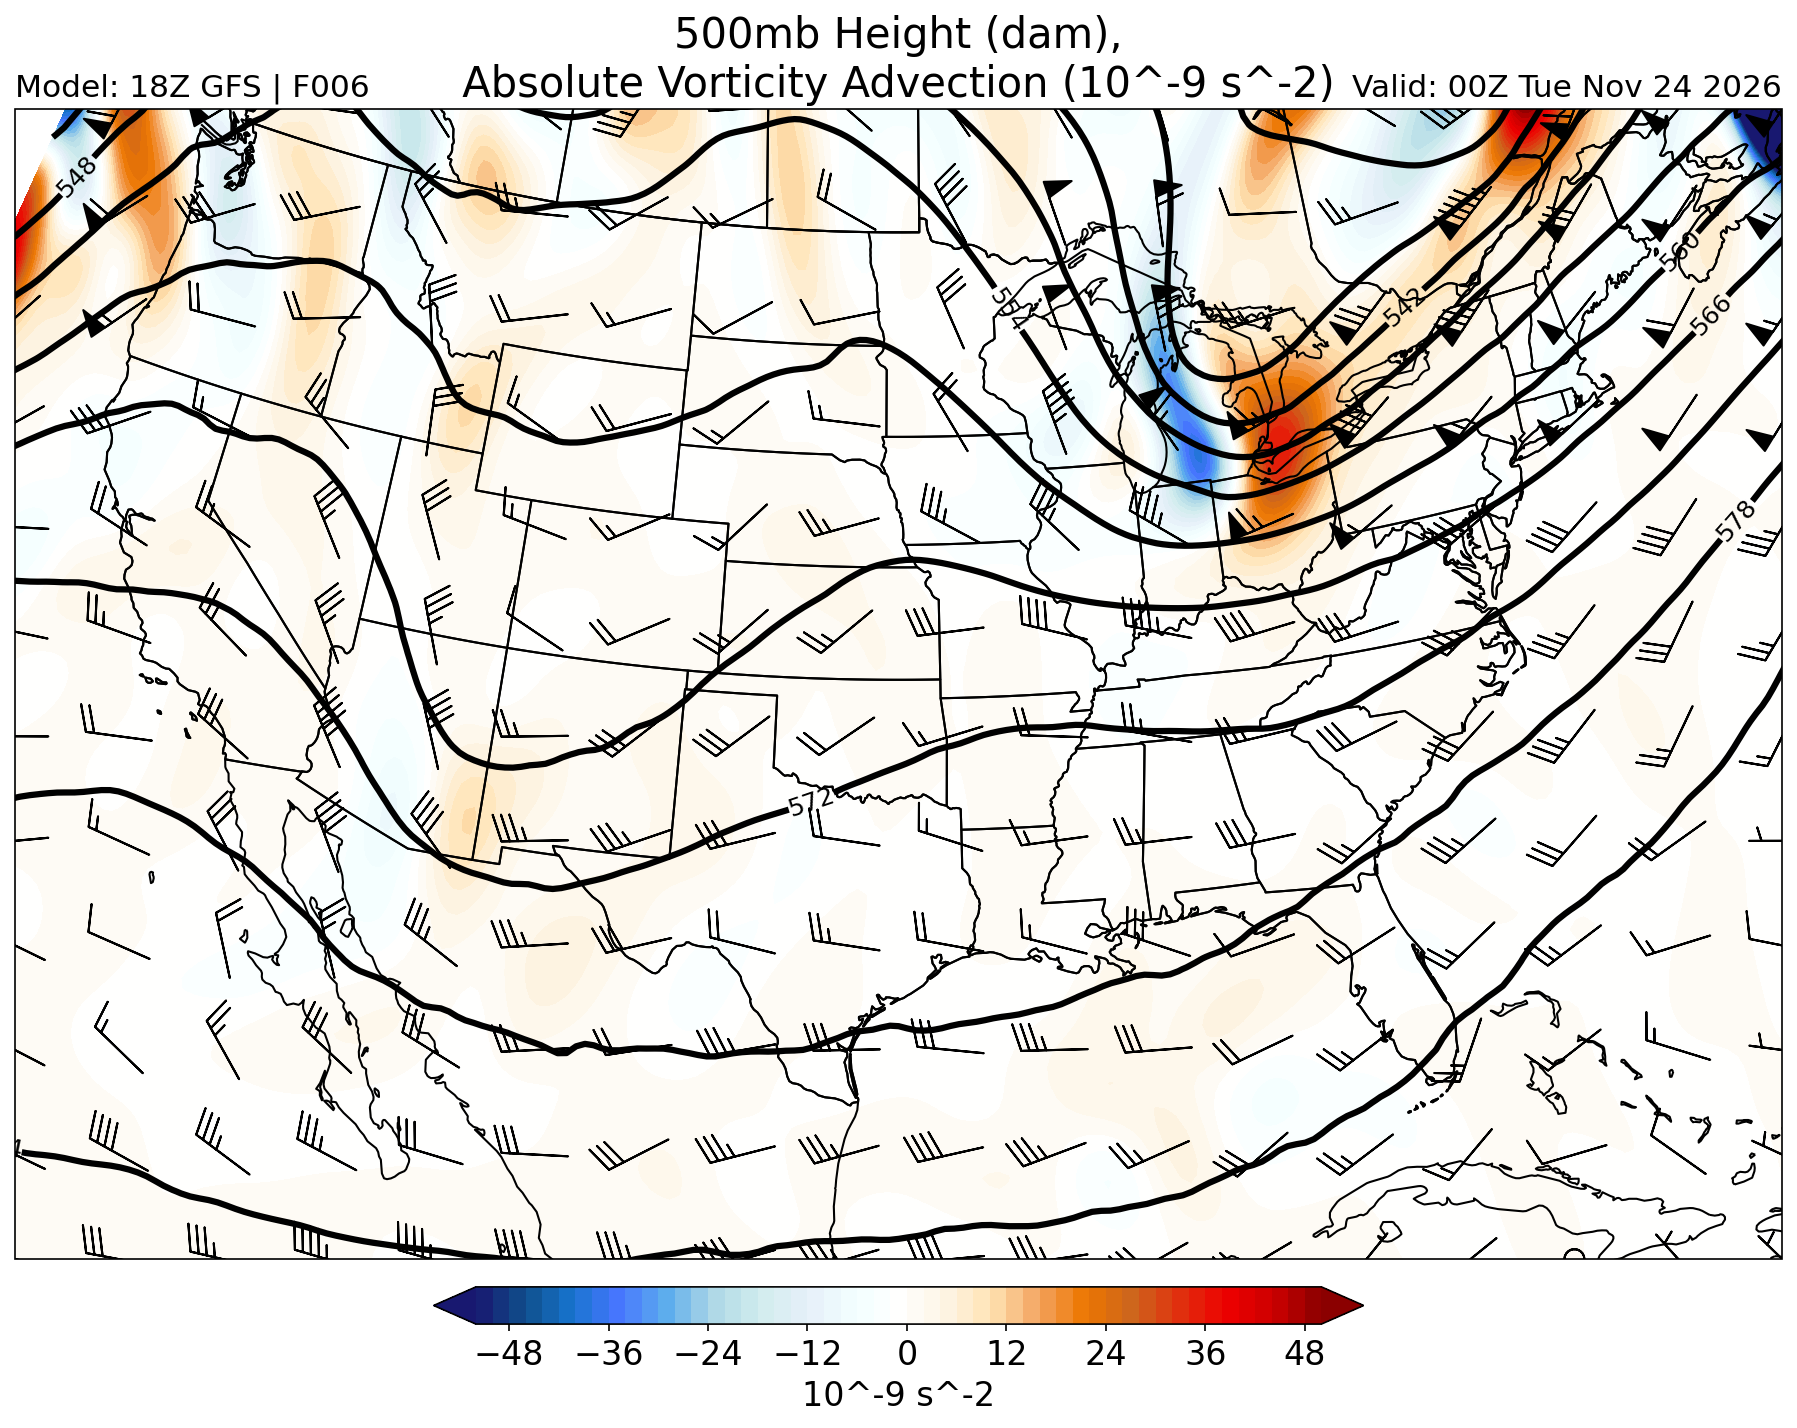 500mb Height (dam),
Model: 18Z GFS | F006 Absolute Vorticity Advection (10^-9 s^-2) Valid: 00Z Tue Nov 24 2026
548
560
554
542
566
578
572
−48 −36 −24 −12 0 12 24 36 48
10^-9 s^-2